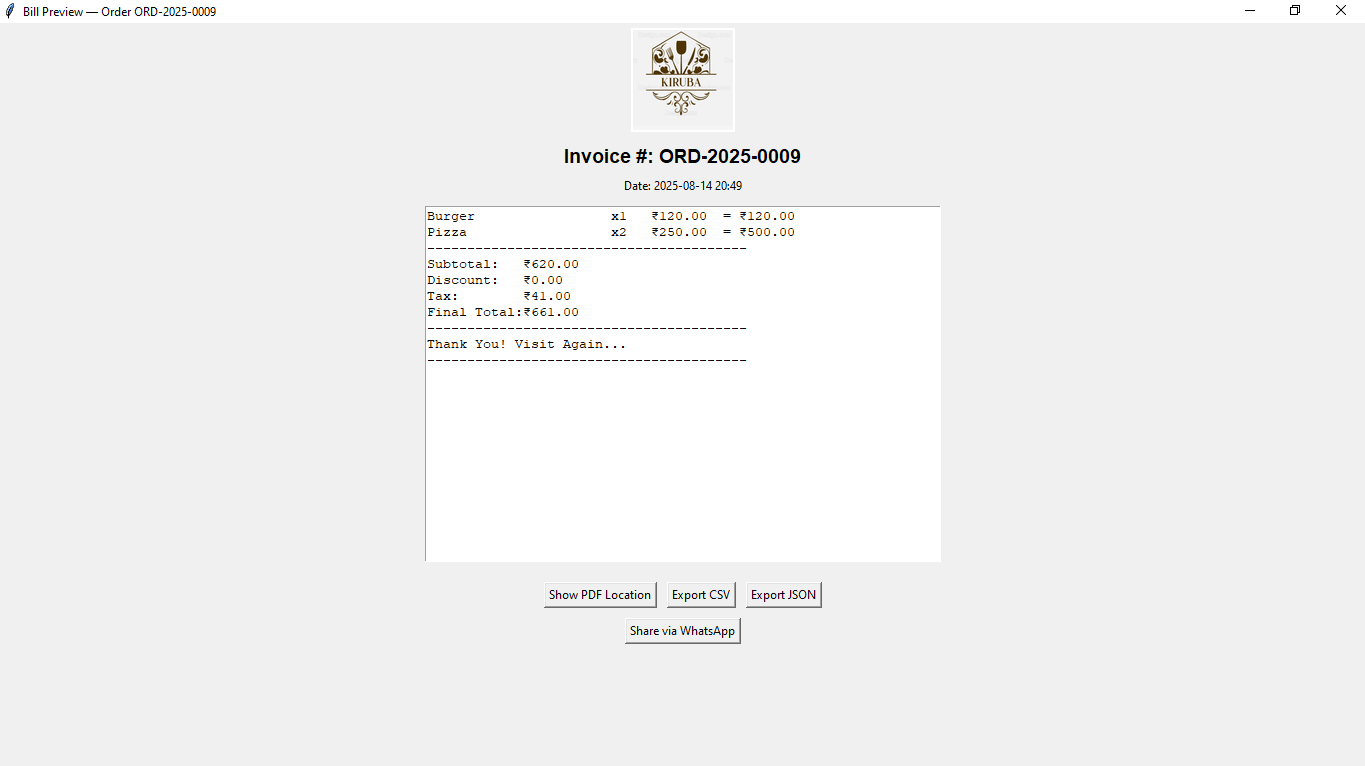 Bill Preview — Order ORD-2025-0009
KIRUBA
Invoice #: ORD-2025-0009
Date: 2025-08-14 20:49
Burger                 x1   ₹120.00  = ₹120.00
Pizza                  x2   ₹250.00  = ₹500.00
----------------------------------------
Subtotal:   ₹620.00
Discount:   ₹0.00
Tax:        ₹41.00
Final Total:₹661.00
----------------------------------------
Thank You! Visit Again...
----------------------------------------
Show PDF Location Export CSV Export JSON
Share via WhatsApp